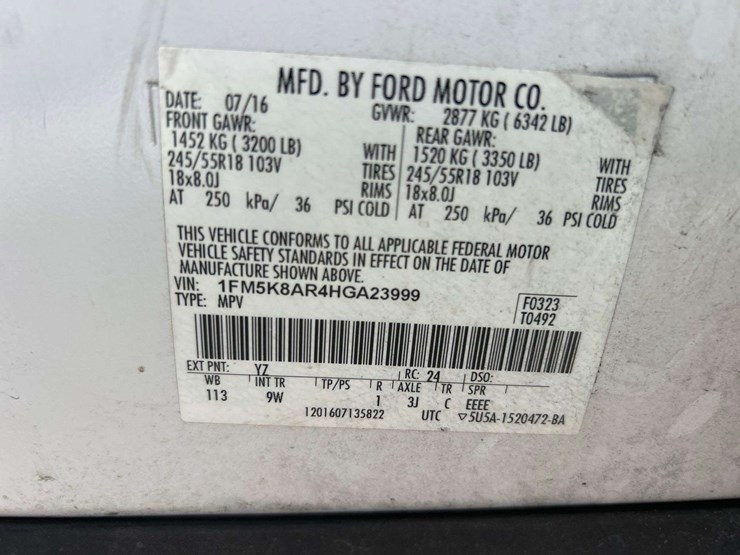 MFD. BY FORD MOTOR CO.
DATE: 07/16 GVWR: 2877 KG ( 6342 LB)
FRONT GAWR: REAR GAWR:
1452 KG ( 3200 LB) WITH 1520 KG ( 3350 LB) WITH
245/55R18 103V TIRES 245/55R18 103V TIRES
18x8.0J RIMS 18x8.0J RIMS
AT 250 kPa/ 36 PSI COLD AT 250 kPa/ 36 PSI COLD
THIS VEHICLE CONFORMS TO ALL APPLICABLE FEDERAL MOTOR
VEHICLE SAFETY STANDARDS IN EFFECT ON THE DATE OF
MANUFACTURE SHOWN ABOVE.
VIN: 1FM5K8AR4HGA23999
TYPE: MPV
F0323
T0492
EXT PNT: YZ RC: 24 DSO:
WB INT TR TP/PS R AXLE TR SPR
113 9W 1 3J C EEEE
1201607135822 UTC ▽5U5A-1520472-BA